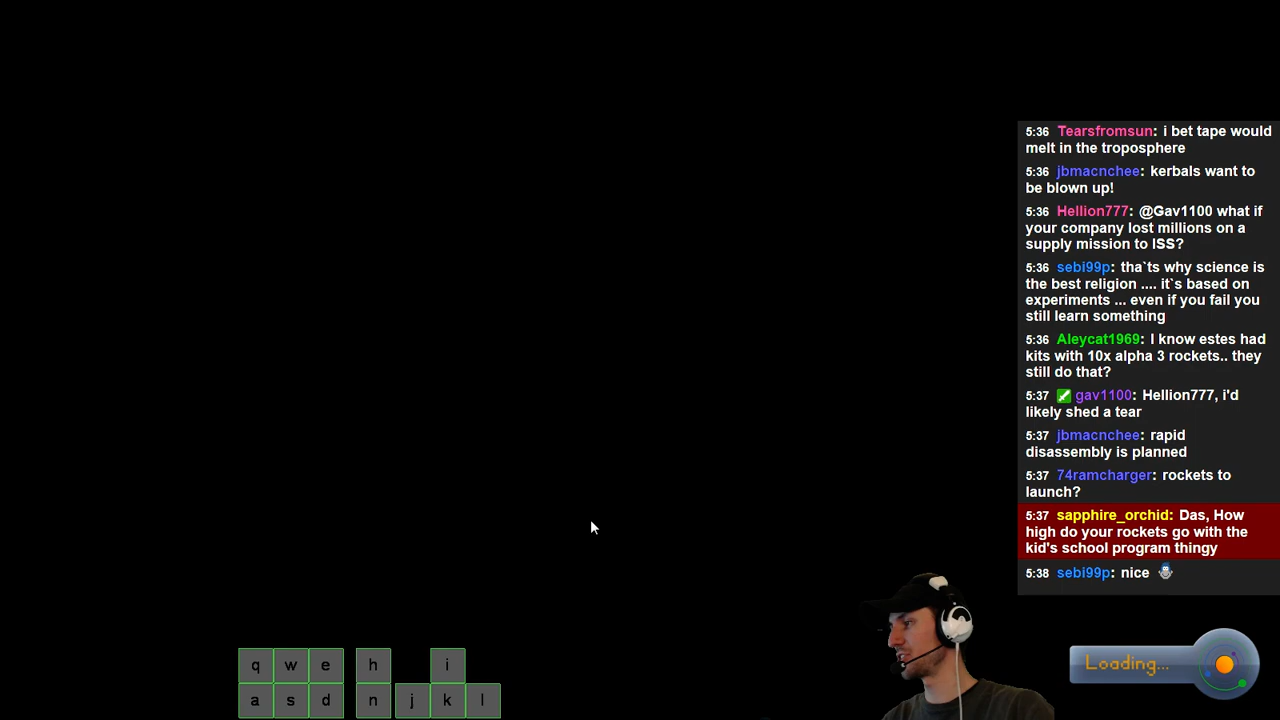 5:36 Tearsfromsun: i bet tape would
melt in the troposphere
5:36 jbmacnchee: kerbals want to
be blown up!
5:36 Hellion777: @Gav1100 what if
your company lost millions on a
supply mission to ISS?
5:36 sebi99p: tha`ts why science is
the best religion .... it`s based on
experiments ... even if you fail you
still learn something
5:36 Aleycat1969: I know estes had
kits with 10x alpha 3 rockets.. they
still do that?
5:37 gav1100: Hellion777, i'd
likely shed a tear
5:37 jbmacnchee: rapid
disassembly is planned
5:37 74ramcharger: rockets to
launch?
5:37 sapphire_orchid: Das, How
high do your rockets go with the
kid's school program thingy
5:38 sebi99p: nice
q w e h i
a s d n j k l
Loading...